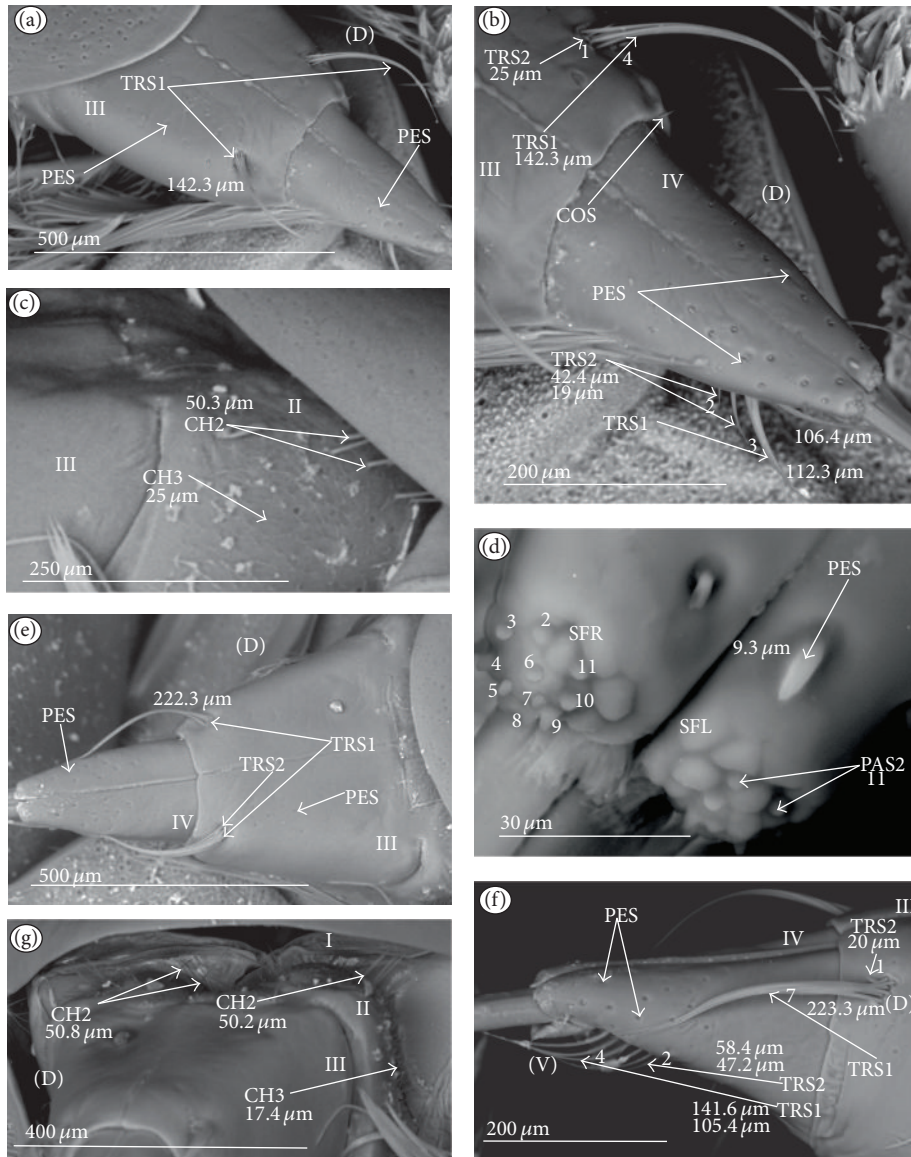 (a)
(D)
TRS1
III
PES
PES
142.3 μm
500 μm
(b)
TRS2
25 μm
1
4
TRS1
142.3 μm
III
IV
(D)
COS
PES
TRS2
42.4 μm
19 μm
2
TRS1
3
106.4 μm
112.3 μm
200 μm
(c)
50.3 μm
II
CH2
III
CH3
25 μm
250 μm
(d)
PES
9.3 μm
3
2
SFR
4
6
11
5
7
10
8
9
SFL
PAS2
11
30 μm
(e)
(D)
222.3 μm
PES
TRS1
TRS2
PES
IV
III
500 μm
(f)
PES
III
IV
TRS2
20 μm
1
7
223.3 μm
(D)
58.4 μm
47.2 μm
4
2
(V)
TRS2
TRS1
TRS1
141.6 μm
105.4 μm
200 μm
(g)
I
CH2
50.8 μm
CH2
50.2 μm
II
III
(D)
CH3
17.4 μm
400 μm